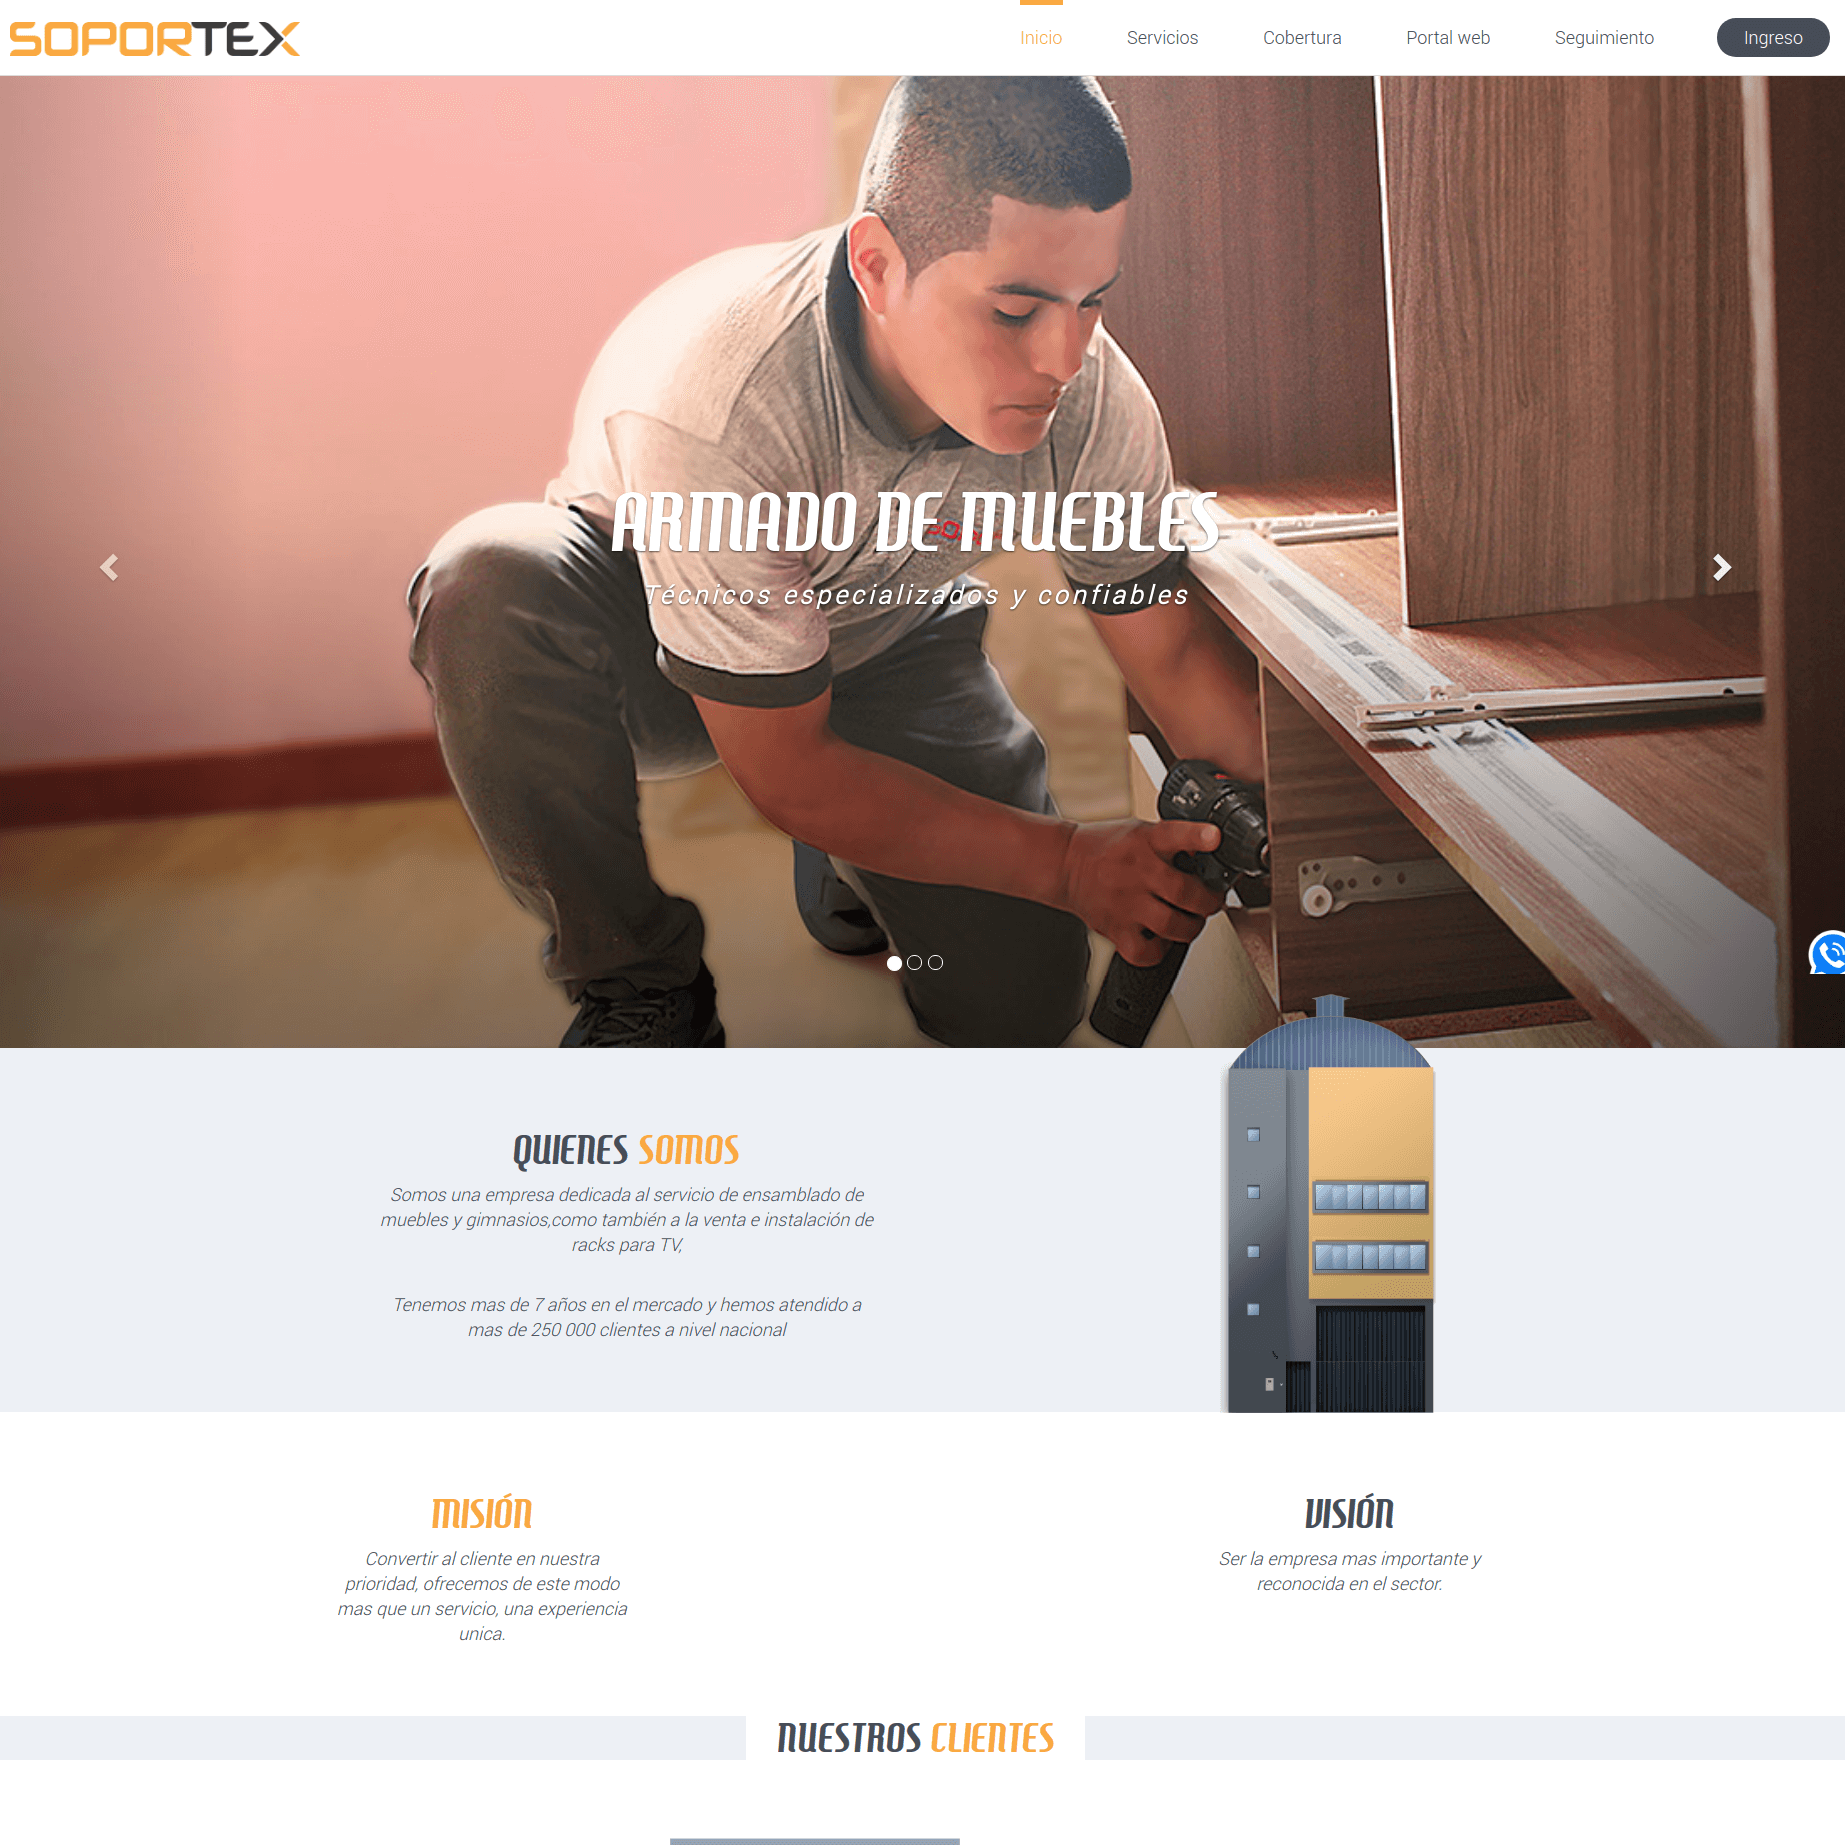 SOPORTEX
Inicio
Servicios
Cobertura
Portal web
Seguimiento
Ingreso
ARMADO DE MUEBLES
Técnicos especializados y confiables
QUIENES SOMOS
Somos una empresa dedicada al servicio de ensamblado de
muebles y gimnasios,como también a la venta e instalación de
racks para TV,
Tenemos mas de 7 años en el mercado y hemos atendido a
mas de 250 000 clientes a nivel nacional
MISIÓN
Convertir al cliente en nuestra
prioridad, ofrecemos de este modo
mas que un servicio, una experiencia
unica.
VISIÓN
Ser la empresa mas importante y
reconocida en el sector.
NUESTROS CLIENTES